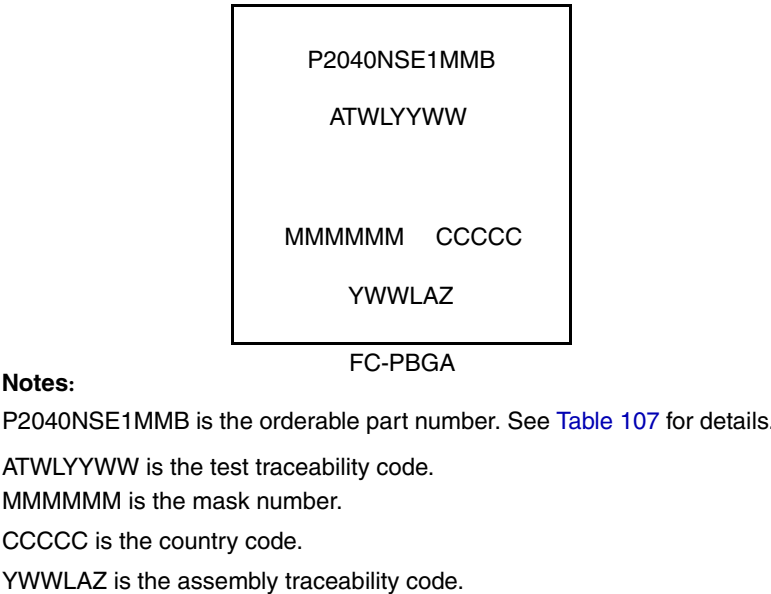 P2040NSE1MMB
ATWLYYWW
MMMMMM CCCCC
YWWLAZ
FC-PBGA
Notes:
P2040NSE1MMB is the orderable part number. See Table 107 for details.
ATWLYYWW is the test traceability code.
MMMMMM is the mask number.
CCCCC is the country code.
YWWLAZ is the assembly traceability code.